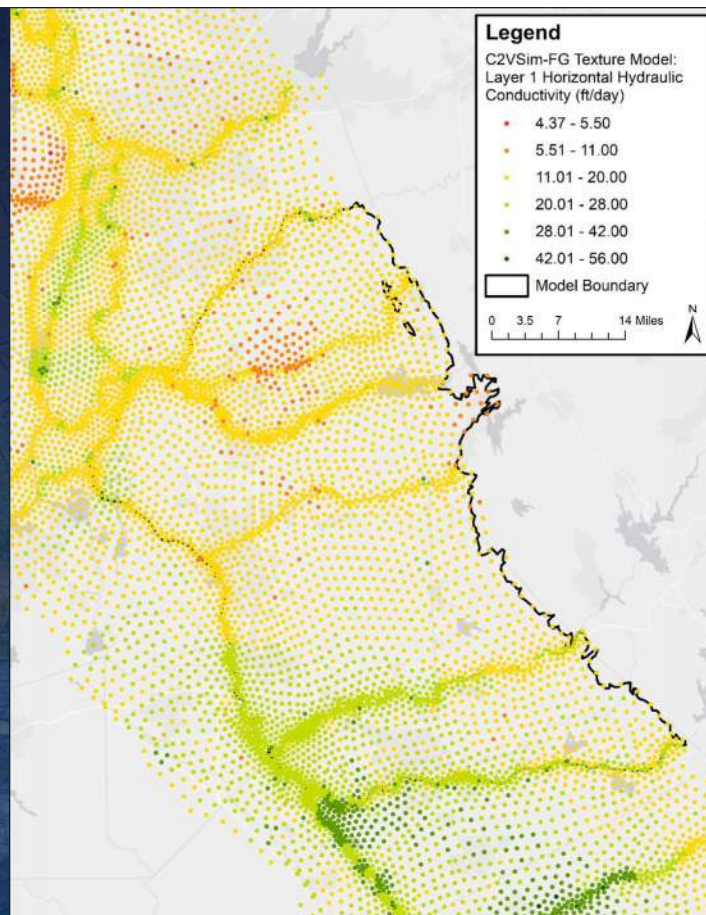 Legend
C2VSim-FG Texture Model:
Layer 1 Horizontal Hydraulic
Conductivity (ft/day)
4.37 - 5.50
5.51 - 11.00
11.01 - 20.00
20.01 - 28.00
28.01 - 42.00
42.01 - 56.00
Model Boundary
0 3.5 7 14 Miles
N